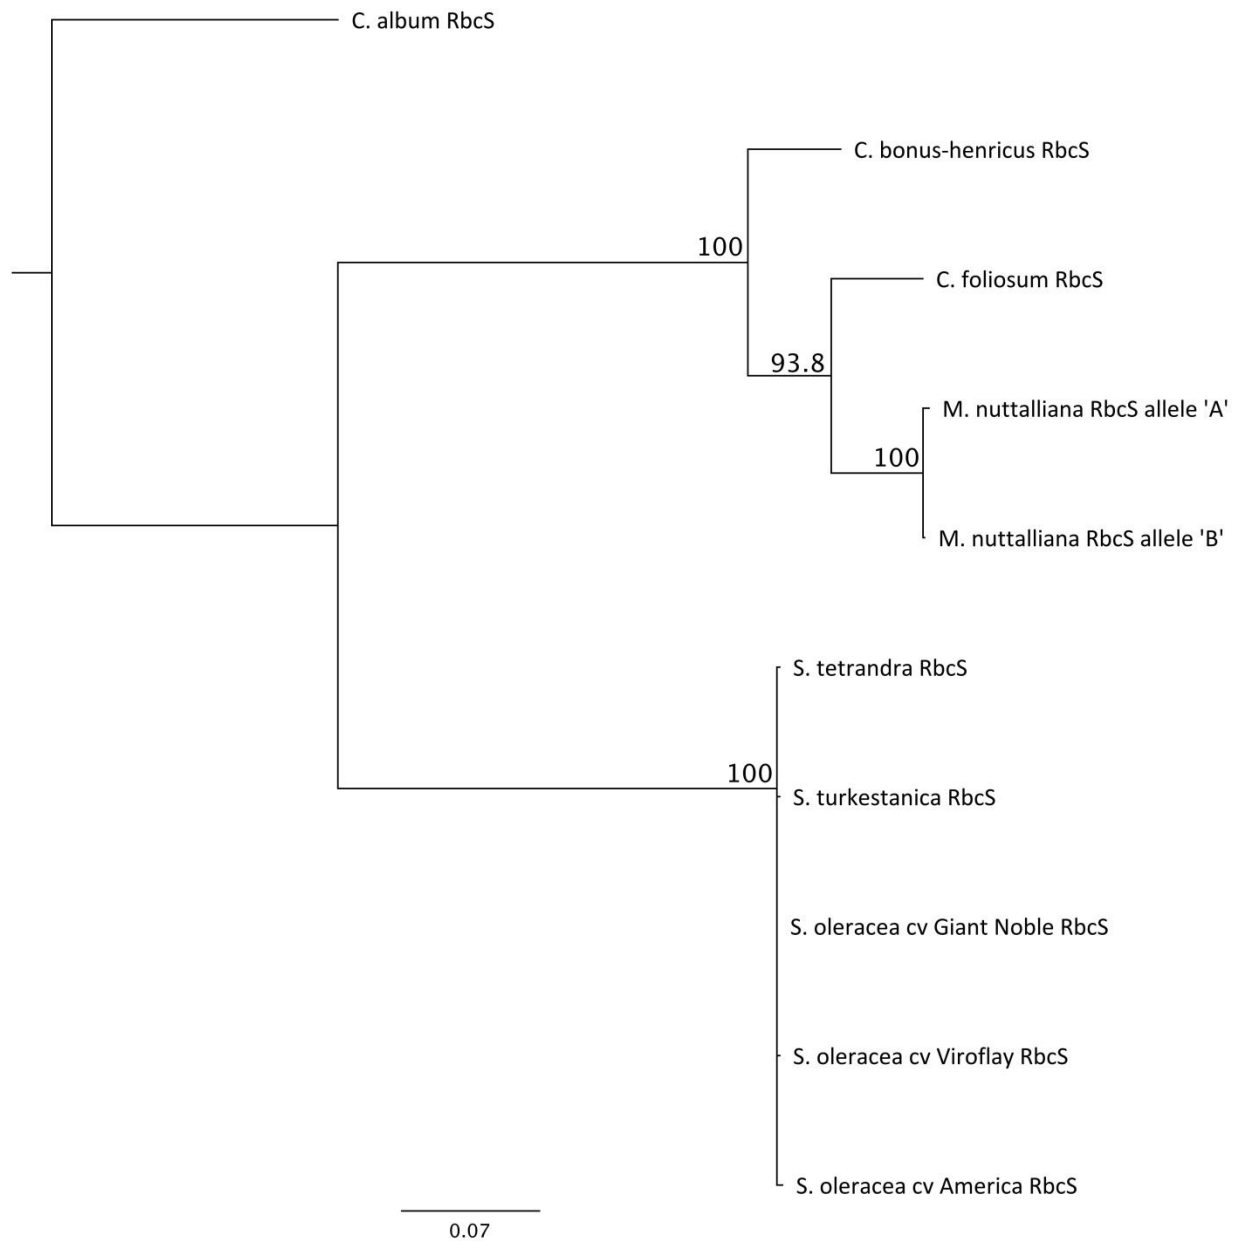 C. album RbcS
C. bonus-henricus RbcS
100
C. foliosum RbcS
93.8
M. nuttalliana RbcS allele 'A'
100
M. nuttalliana RbcS allele 'B'
S. tetrandra RbcS
100
S. turkestanica RbcS
S. oleracea cv Giant Noble RbcS
S. oleracea cv Viroflay RbcS
S. oleracea cv America RbcS
0.07